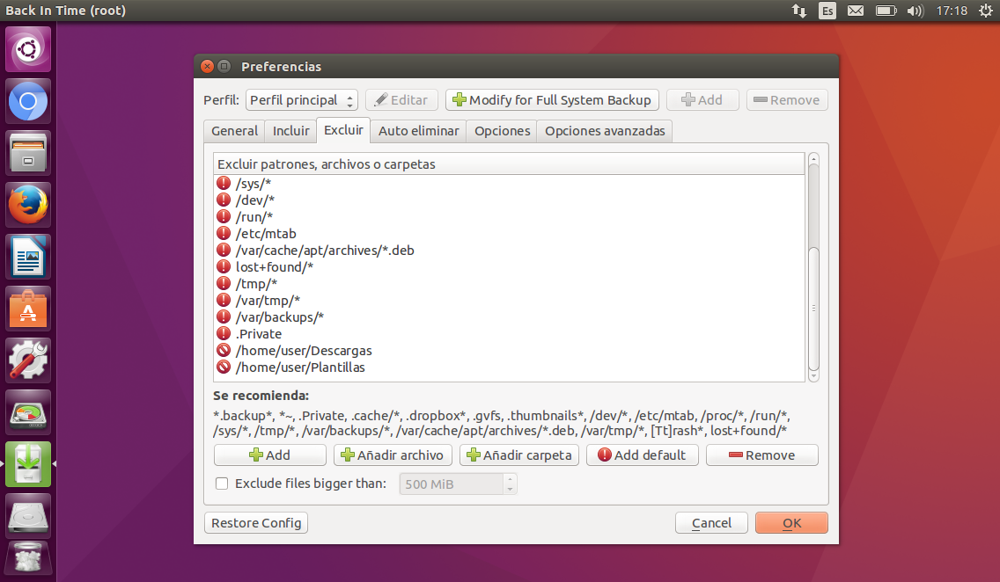 Back In Time (root)
Es
17:18
Preferencias
Perfil: Perfil principal Editar Modify for Full System Backup Add Remove
General Incluir Excluir Auto eliminar Opciones Opciones avanzadas
Excluir patrones, archivos o carpetas
/sys/*
/dev/*
/run/*
/etc/mtab
/var/cache/apt/archives/*.deb
lost+found/*
/tmp/*
/var/tmp/*
/var/backups/*
.Private
/home/user/Descargas
/home/user/Plantillas
Se recomienda:
*.backup*, *~, .Private, .cache/*, .dropbox*, .gvfs, .thumbnails*, /dev/*, /etc/mtab, /proc/*, /run/*,
/sys/*, /tmp/*, /var/backups/*, /var/cache/apt/archives/*.deb, /var/tmp/*, [Tt]rash*, lost+found/*
Add Añadir archivo Añadir carpeta Add default Remove
Exclude files bigger than: 500 MiB
Restore Config Cancel OK